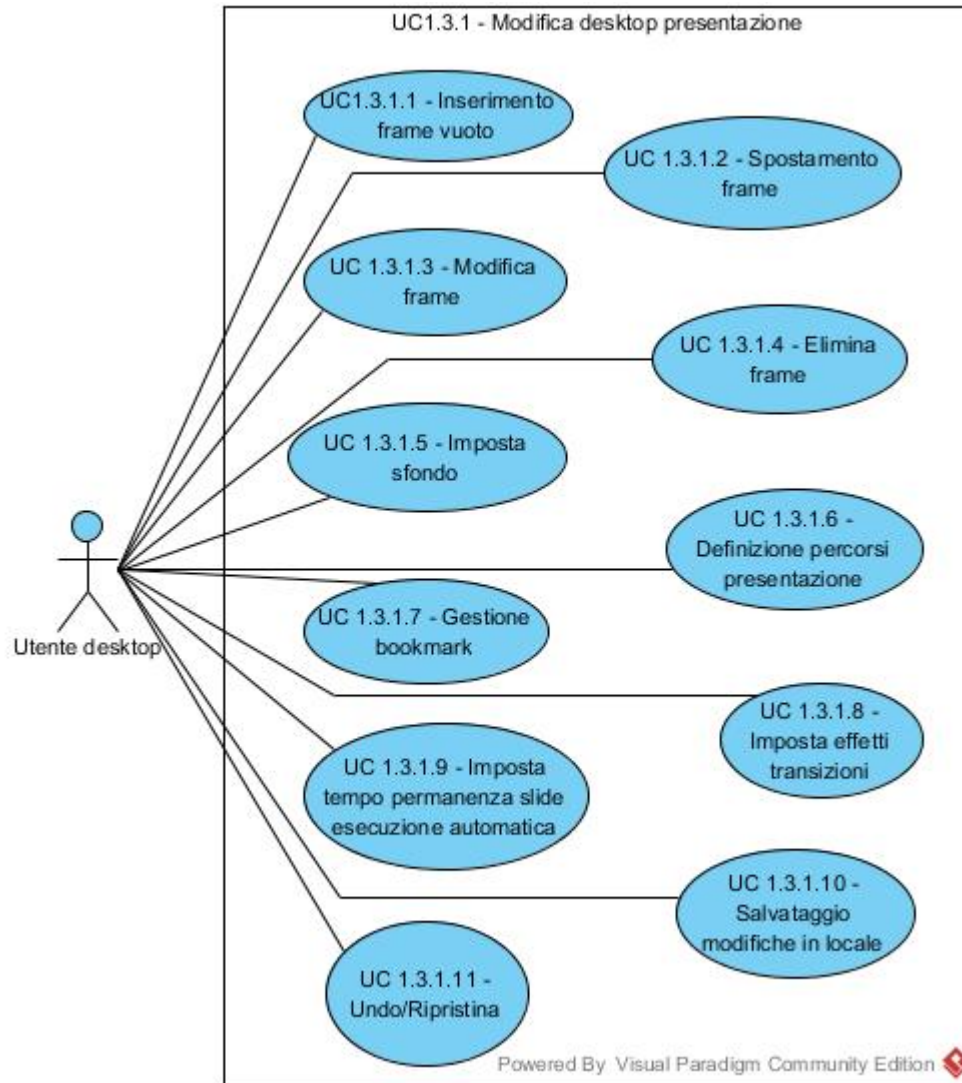 UC1.3.1 - Modifica desktop presentazione
UC1.3.1.1 - Inserimento
frame vuoto
UC 1.3.1.2 - Spostamento
frame
UC 1.3.1.3 - Modifica
frame
UC 1.3.1.4 - Elimina
frame
UC 1.3.1.5 - Imposta
sfondo
UC 1.3.1.6 -
Definizione percorsi
presentazione
UC 1.3.1.7 - Gestione
bookmark
Utente desktop
UC 1.3.1.8 -
Imposta effetti
transizioni
UC 1.3.1.9 - Imposta
tempo permanenza slide
esecuzione automatica
UC 1.3.1.10 -
Salvataggio
modifiche in locale
UC 1.3.1.11 -
Undo/Ripristina
Powered By Visual Paradigm Community Edition